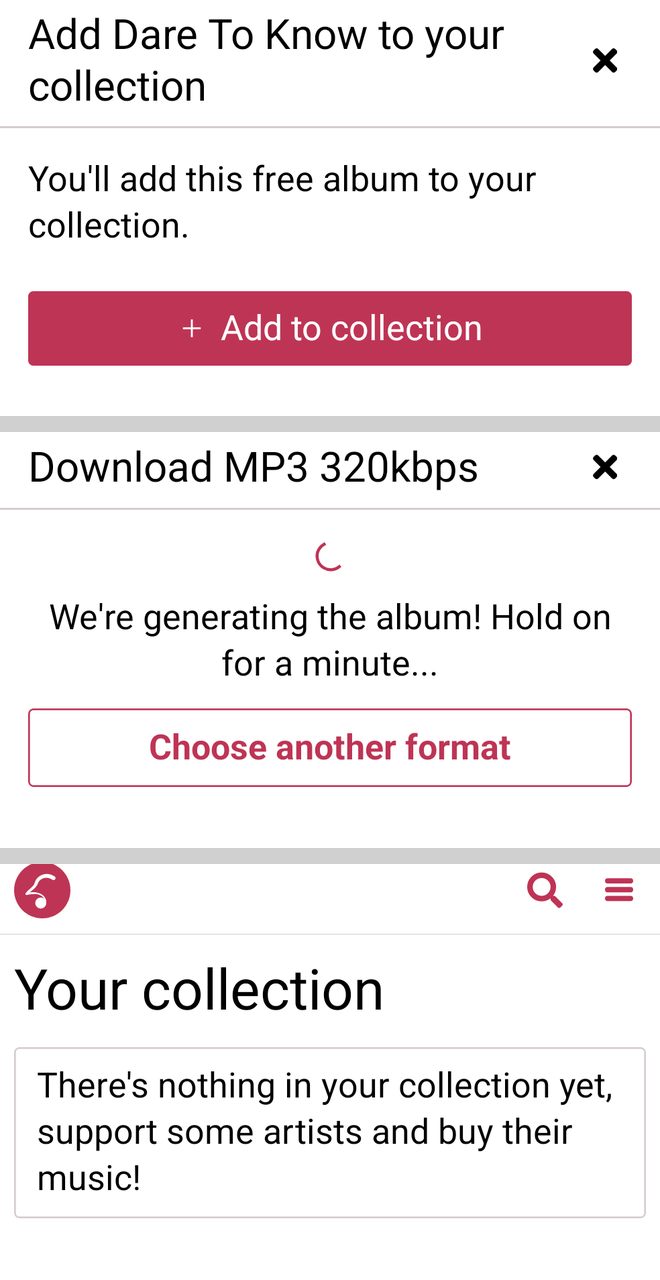 Add Dare To Know to your
collection
You'll add this free album to your
collection.
+ Add to collection
Download MP3 320kbps
We're generating the album! Hold on
for a minute...
Choose another format
Your collection
There's nothing in your collection yet,
support some artists and buy their
music!